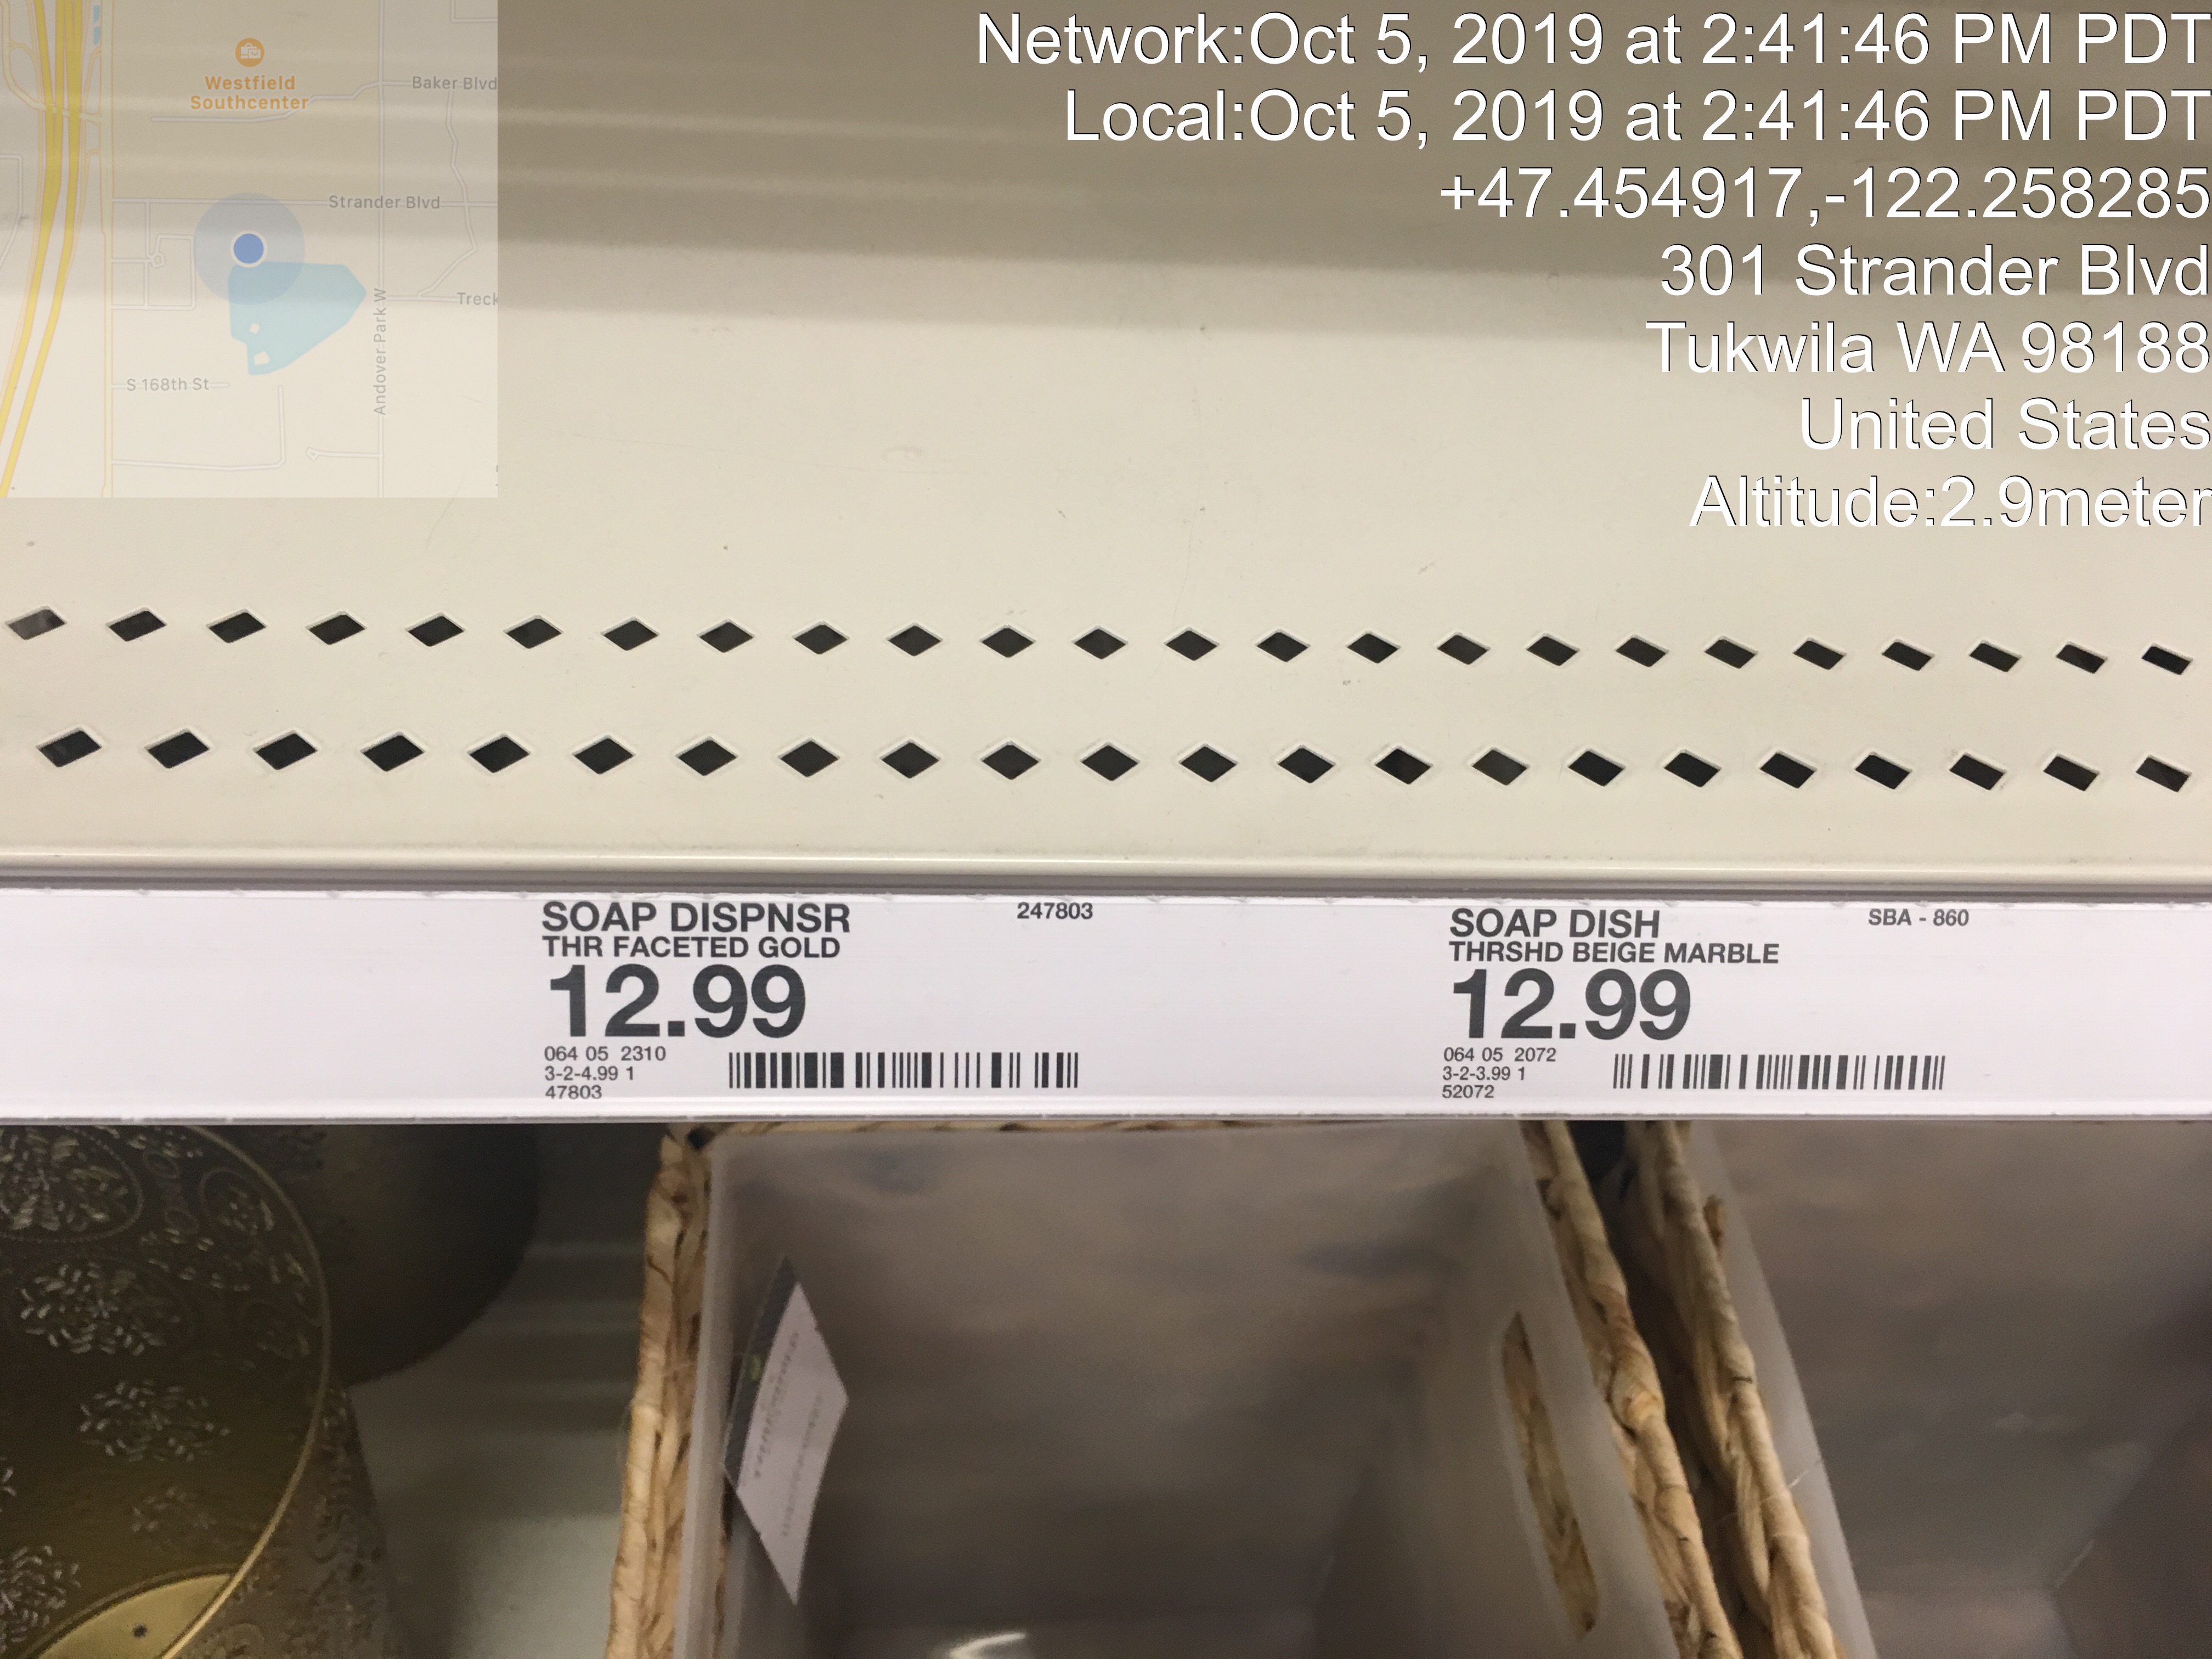 Network:Oct 5, 2019 at 2:41:46 PM PDT
Local:Oct 5, 2019 at 2:41:46 PM PDT
+47.454917,-122.258285
301 Strander Blvd
Tukwila WA 98188
United States
Altitude:2.9meter
Westfield
Southcenter
Baker Blvd
Strander Blvd
Treck
Andover Park W
S 168th St
SOAP DISPNSR
247803
THR FACETED GOLD
12.99
064 05 2310
3-2-4.99 1
47803
SOAP DISH
SBA - 860
THRSHD BEIGE MARBLE
12.99
064 05 2072
3-2-3.99 1
52072